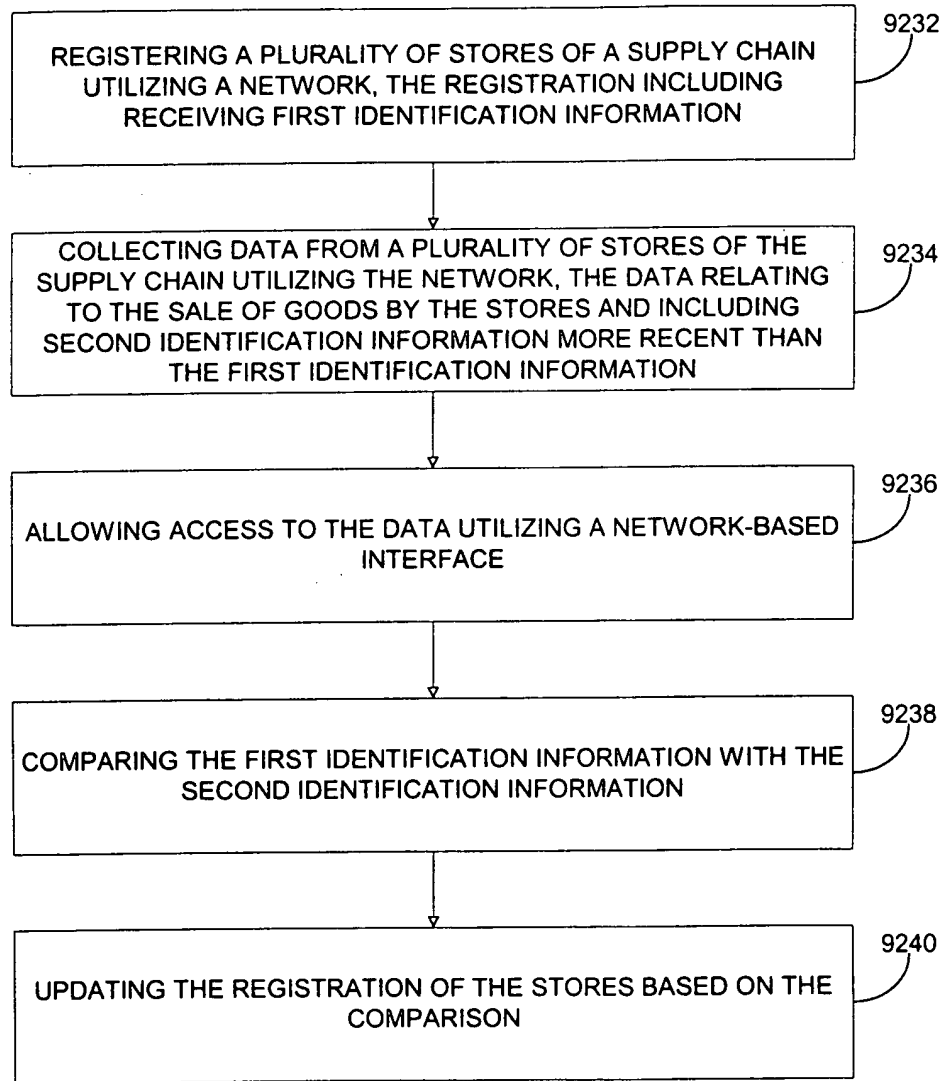 9232
REGISTERING A PLURALITY OF STORES OF A SUPPLY CHAIN
UTILIZING A NETWORK, THE REGISTRATION INCLUDING
RECEIVING FIRST IDENTIFICATION INFORMATION
9234
COLLECTING DATA FROM A PLURALITY OF STORES OF THE
SUPPLY CHAIN UTILIZING THE NETWORK, THE DATA RELATING
TO THE SALE OF GOODS BY THE STORES AND INCLUDING
SECOND IDENTIFICATION INFORMATION MORE RECENT THAN
THE FIRST IDENTIFICATION INFORMATION
9236
ALLOWING ACCESS TO THE DATA UTILIZING A NETWORK-BASED
INTERFACE
9238
COMPARING THE FIRST IDENTIFICATION INFORMATION WITH THE
SECOND IDENTIFICATION INFORMATION
9240
UPDATING THE REGISTRATION OF THE STORES BASED ON THE
COMPARISON